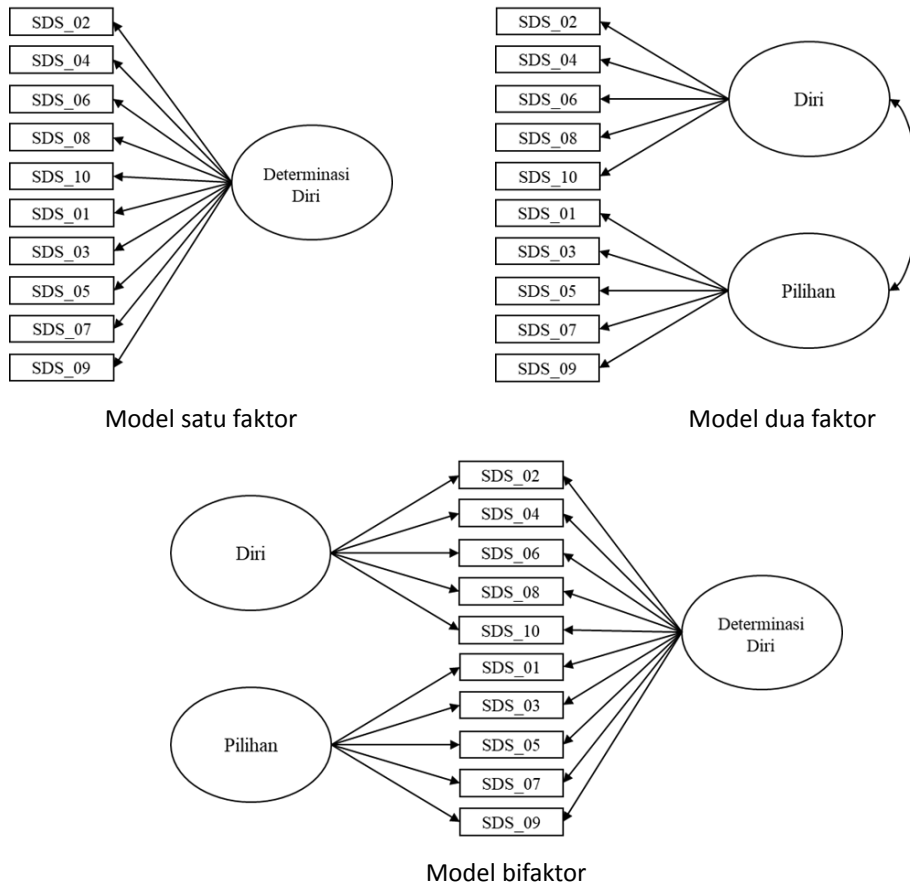 SDS_02
SDS_04
SDS_06
SDS_08
SDS_10
SDS_01
SDS_03
SDS_05
SDS_07
SDS_09
Determinasi
Diri
Model satu faktor
SDS_02
SDS_04
SDS_06
SDS_08
SDS_10
SDS_01
SDS_03
SDS_05
SDS_07
SDS_09
Diri
Pilihan
Model dua faktor
Diri
Pilihan
SDS_02
SDS_04
SDS_06
SDS_08
SDS_10
SDS_01
SDS_03
SDS_05
SDS_07
SDS_09
Determinasi
Diri
Model bifaktor